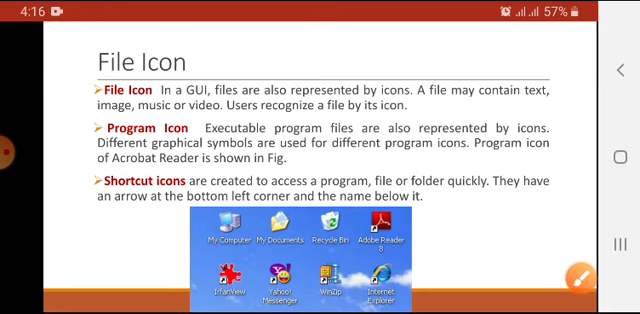 4:16
57%
File Icon
➢File Icon In a GUI, files are also represented by icons. A file may contain text,
image, music or video. Users recognize a file by its icon.
➢ Program Icon Executable program files are also represented by icons.
Different graphical symbols are used for different program icons. Program icon
of Acrobat Reader is shown in Fig.
➢Shortcut icons are created to access a program, file or folder quickly. They have
an arrow at the bottom left corner and the name below it.
My Computer My Documents Recycle Bin Adobe Reader
8
IrfanView Yahoo! WinZip Internet
Messenger Explorer